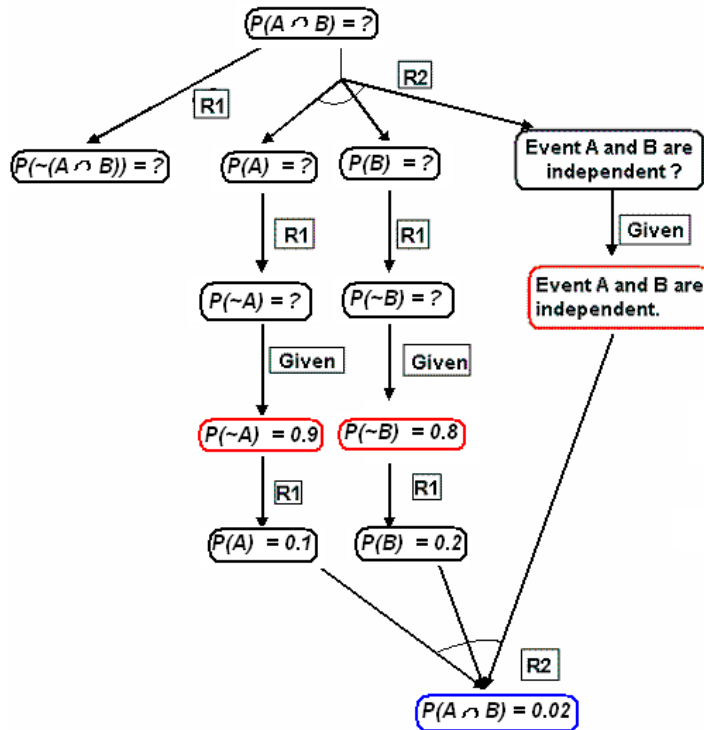 P(A ∩ B) = ?
R2
R1
P(~(A ∩ B)) = ?
P(A) = ?
P(B) = ?
Event A and B are
independent ?
R1
R1
Given
P(~A) = ?
P(~B) = ?
Event A and B are
independent.
Given
Given
P(~A) = 0.9
P(~B) = 0.8
R1
R1
P(A) = 0.1
P(B) = 0.2
R2
P(A ∩ B) = 0.02